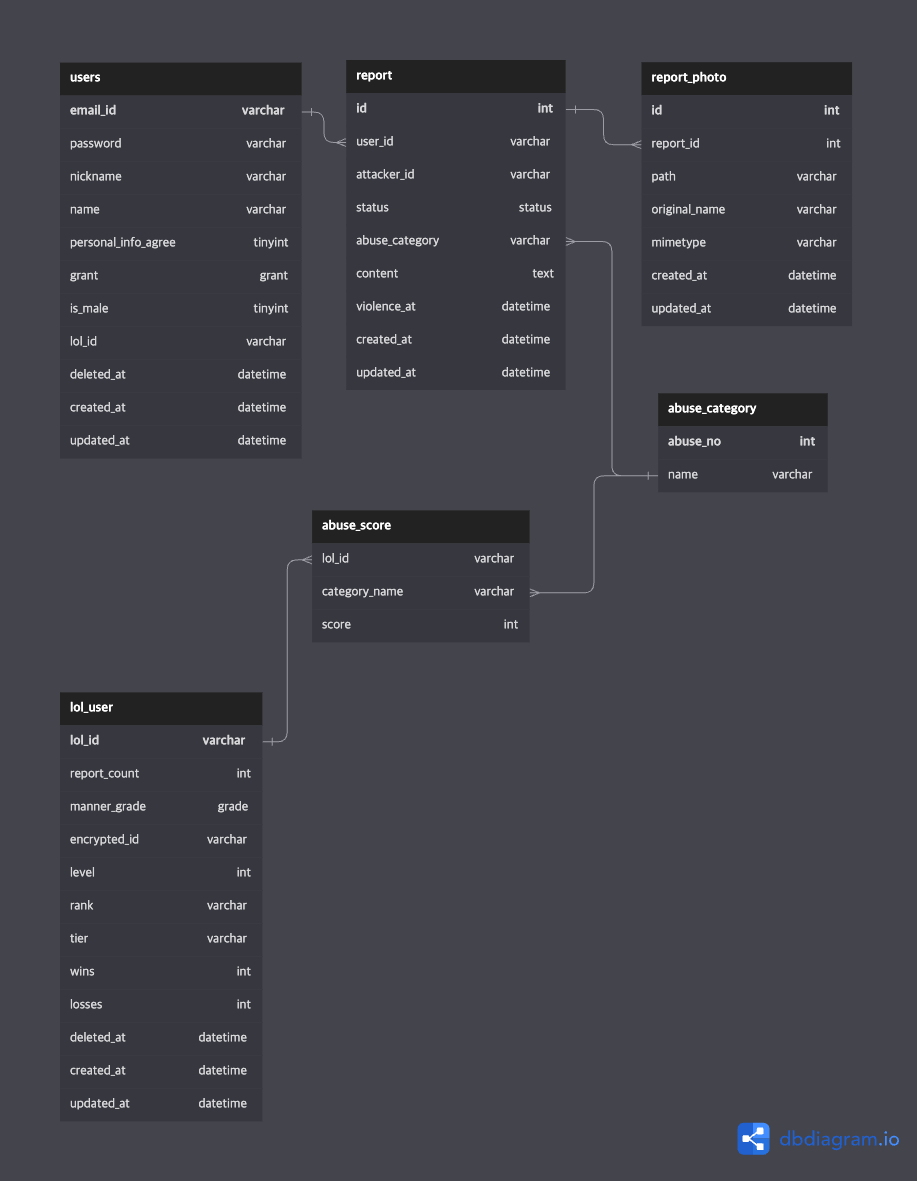 users
email_id varchar
password varchar
nickname varchar
name varchar
personal_info_agree tinyint
grant grant
is_male tinyint
lol_id varchar
deleted_at datetime
created_at datetime
updated_at datetime
report
id int
user_id varchar
attacker_id varchar
status status
abuse_category varchar
content text
violence_at datetime
created_at datetime
updated_at datetime
report_photo
id int
report_id int
path varchar
original_name varchar
mimetype varchar
created_at datetime
updated_at datetime
abuse_category
abuse_no int
name varchar
abuse_score
lol_id varchar
category_name varchar
score int
lol_user
lol_id varchar
report_count int
manner_grade grade
encrypted_id varchar
level int
rank varchar
tier varchar
wins int
losses int
deleted_at datetime
created_at datetime
updated_at datetime
dbdiagram.io